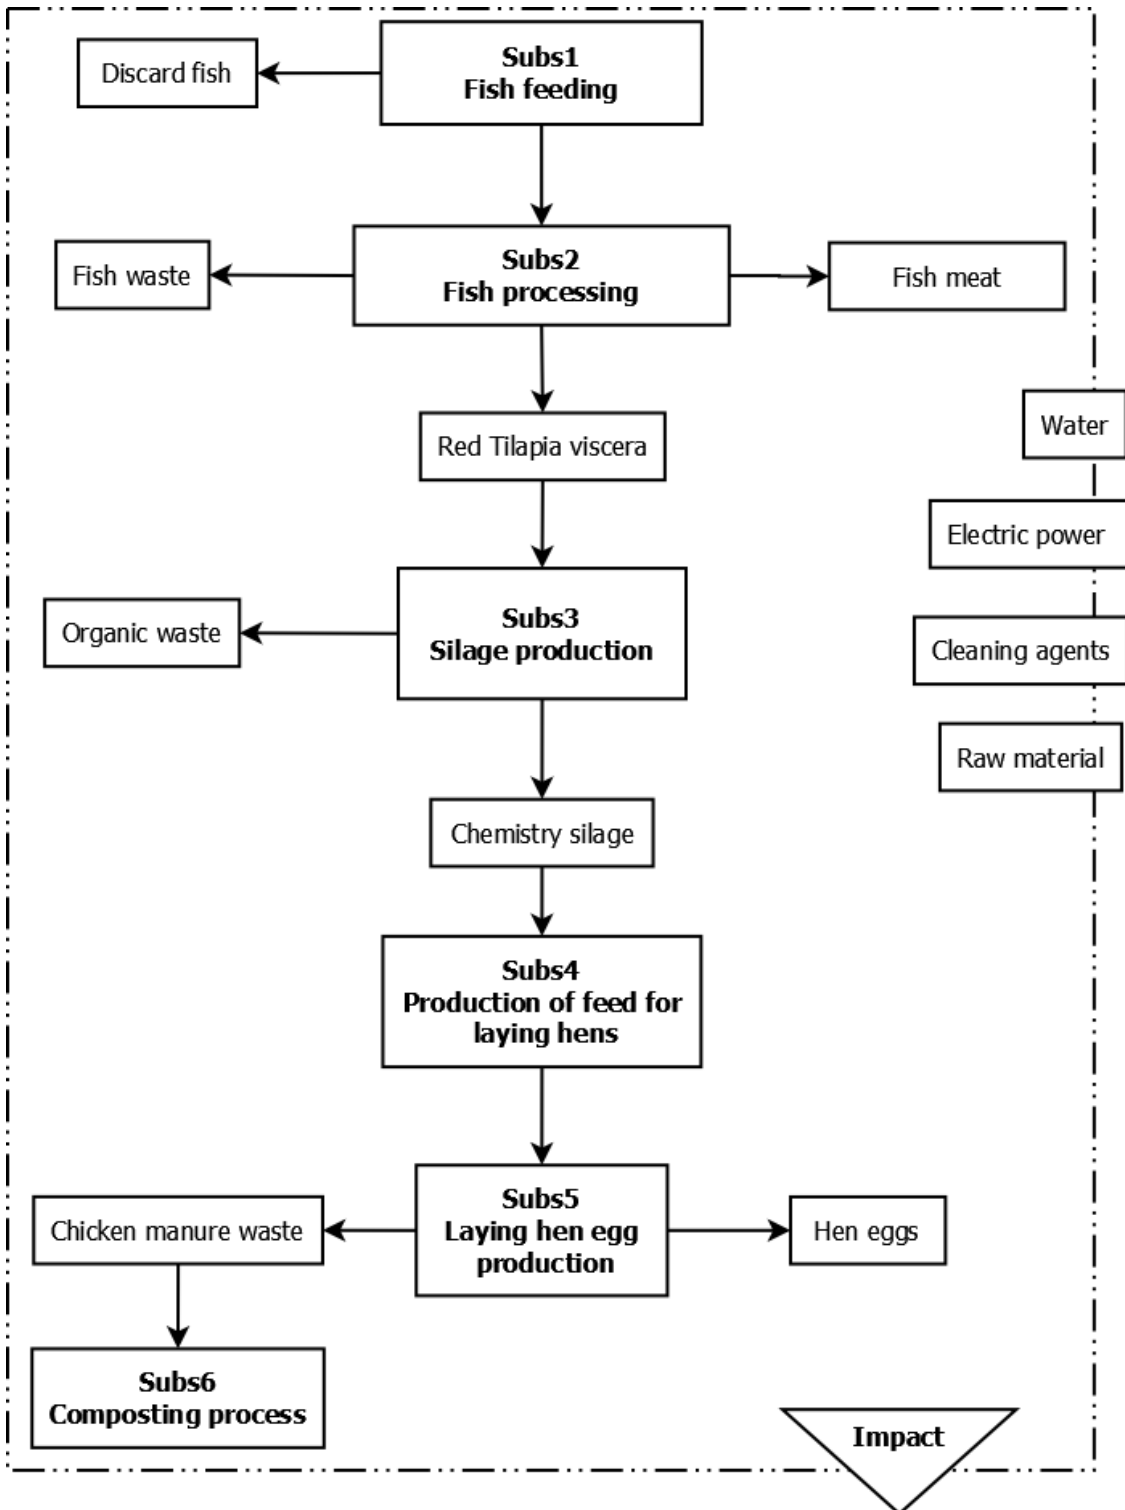 Subs1
Fish feeding
Discard fish
Subs2
Fish processing
Fish waste
Fish meat
Red Tilapia viscera
Water
Electric power
Subs3
Silage production
Organic waste
Cleaning agents
Raw material
Chemistry silage
Subs4
Production of feed for
laying hens
Subs5
Laying hen egg
production
Chicken manure waste
Hen eggs
Subs6
Composting process
Impact